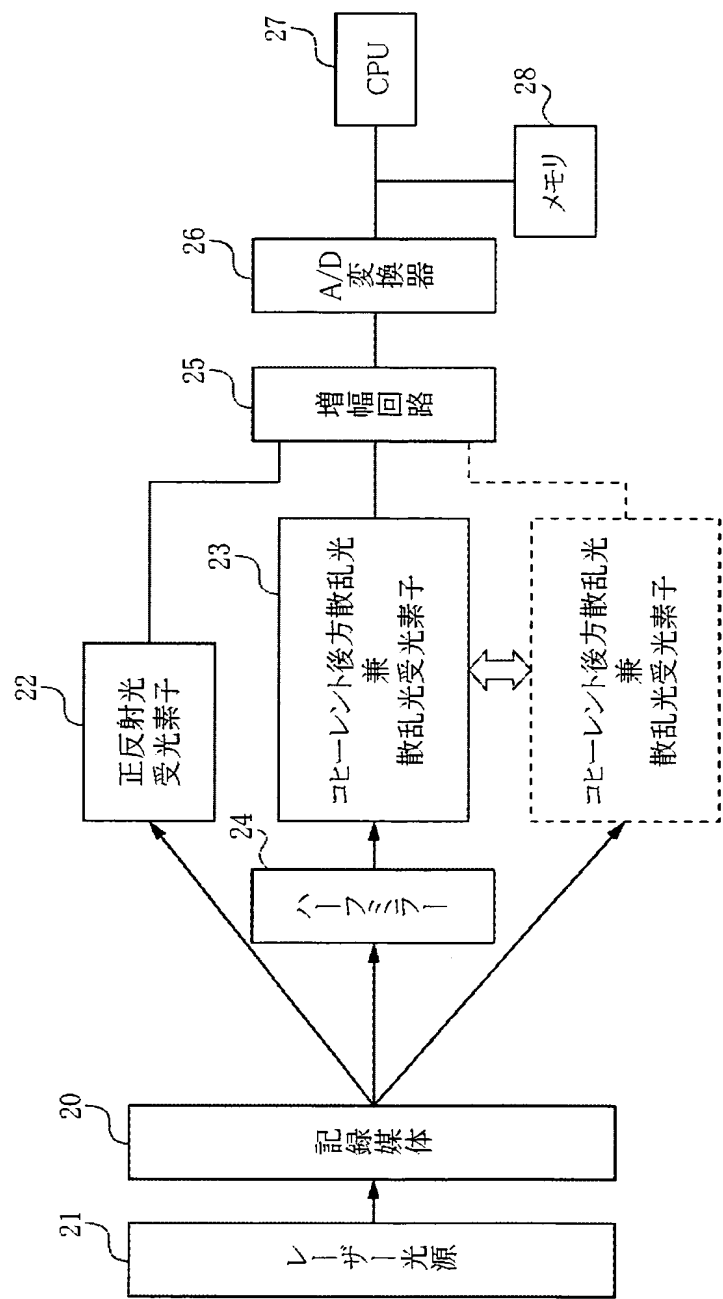 21
レーザー光源
20
記録媒体
22
正反射光
受光素子
24
ハーフミラー
23
コヒーレント後方散乱光
兼
散乱光受光素子
コヒーレント後方散乱光
兼
散乱光受光素子
25
増幅回路
26
A/D
変換器
27
CPU
28
メモリ